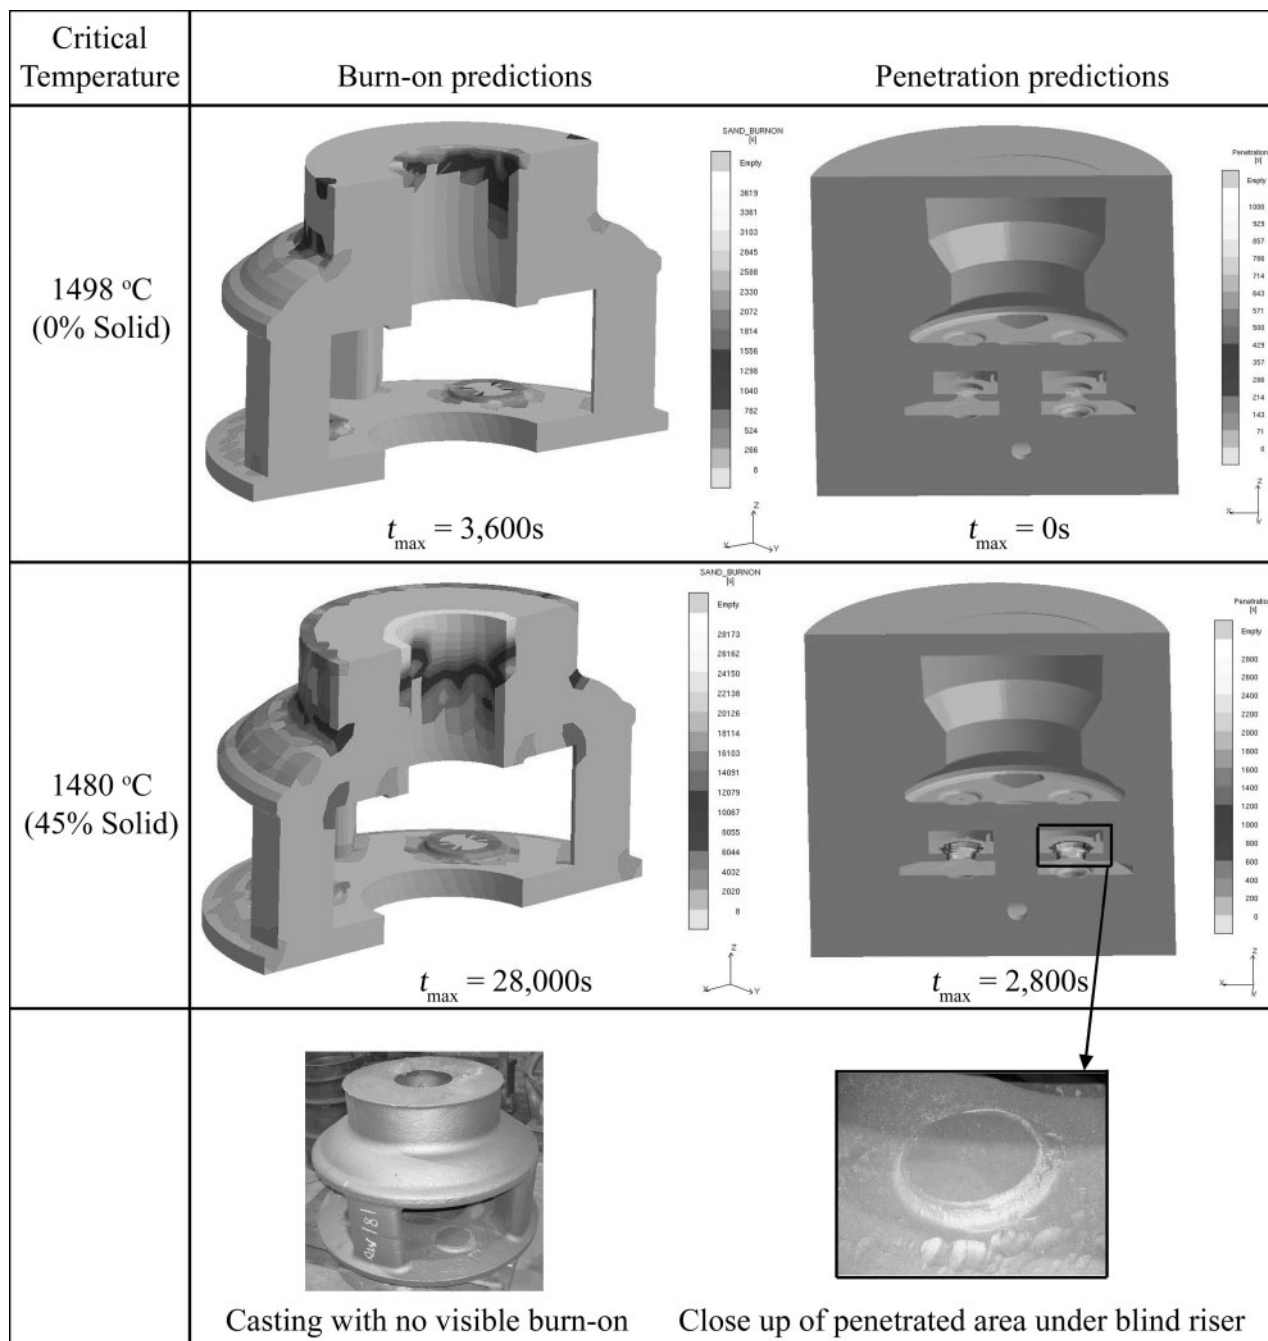 Critical
Temperature
Burn-on predictions
Penetration predictions
1498 °C
(0% Solid)
SAND_BURNON
[s]
Empty
3619
3361
3103
2845
2588
2330
2072
1814
1556
1298
1040
782
524
266
8
Z
X
Y
t max = 3,600s
Penetration
[s]
Empty
1000
929
857
786
714
643
571
500
429
357
286
214
143
71
0
Z
X
Y
t max = 0s
1480 °C
(45% Solid)
SAND_BURNON
[s]
Empty
28173
26162
24150
22138
20126
18114
16103
14091
12079
10067
8055
6044
4032
2020
8
Z
X
Y
t max = 28,000s
Penetration
[s]
Empty
2800
2600
2400
2200
2000
1800
1600
1400
1200
1000
800
600
400
200
0
Z
X
Y
t max = 2,800s
Casting with no visible burn-on
Close up of penetrated area under blind riser